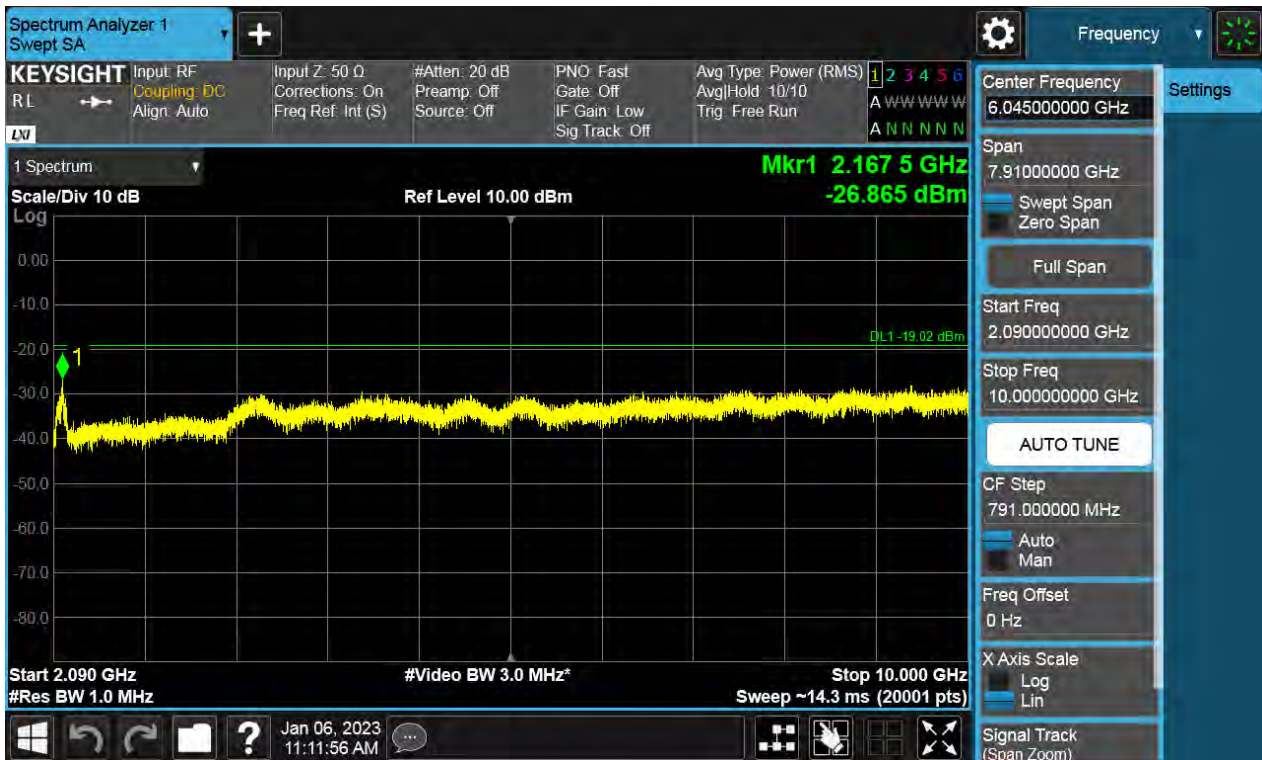 Spectrum Analyzer 1
Swept SA
+
Frequency
KEYSIGHT
RL
LXI
Input: RF
Coupling: DC
Align: Auto
Input Z: 50 Ω
Corrections: On
Freq Ref: Int (S)
#Atten: 20 dB
Preamp: Off
Source: Off
PNO: Fast
Gate: Off
IF Gain: Low
Sig Track: Off
Avg Type: Power (RMS)
Avg|Hold: 10/10
Trig: Free Run
1 2 3 4 5 6
A W W W W W
A N N N N N
1 Spectrum
Scale/Div 10 dB
Log
Ref Level 10.00 dBm
Mkr1 2.167 5 GHz
-26.865 dBm
0.00
-10.0
-20.0
-30.0
-40.0
-50.0
-60.0
-70.0
-80.0
1
DL1 -19.02 dBm
Start 2.090 GHz
#Res BW 1.0 MHz
#Video BW 3.0 MHz*
Stop 10.000 GHz
Sweep ~14.3 ms (20001 pts)
Center Frequency
6.045000000 GHz
Settings
Span
7.91000000 GHz
Swept Span
Zero Span
Full Span
Start Freq
2.090000000 GHz
Stop Freq
10.000000000 GHz
AUTO TUNE
CF Step
791.000000 MHz
Auto
Man
Freq Offset
0 Hz
X Axis Scale
Log
Lin
Signal Track
(Span Zoom)
?
Jan 06, 2023
11:11:56 AM